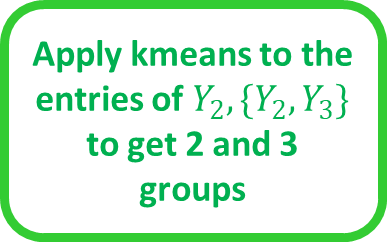 Apply kmeans to the
entries of Y₂, {Y₂, Y₃}
to get 2 and 3
groups